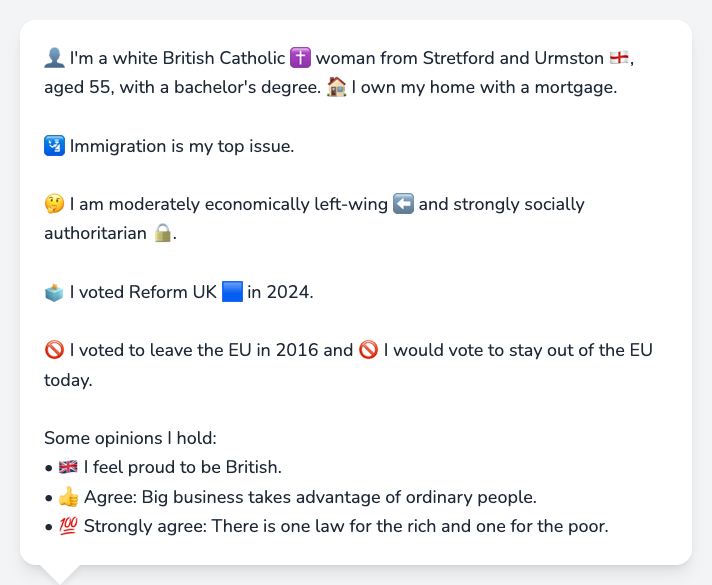 👤 I'm a white British Catholic ✝️ woman from Stretford and Urmston 🏴󠁧󠁢󠁥󠁮󠁧󠁿,
aged 55, with a bachelor's degree. 🏠 I own my home with a mortgage.
🛂 Immigration is my top issue.
🤔 I am moderately economically left-wing ⬅️ and strongly socially
authoritarian 🔒.
🗳️ I voted Reform UK 🟦 in 2024.
🚫 I voted to leave the EU in 2016 and 🚫 I would vote to stay out of the EU
today.
Some opinions I hold:
• 🇬🇧 I feel proud to be British.
• 👍 Agree: Big business takes advantage of ordinary people.
• 💯 Strongly agree: There is one law for the rich and one for the poor.